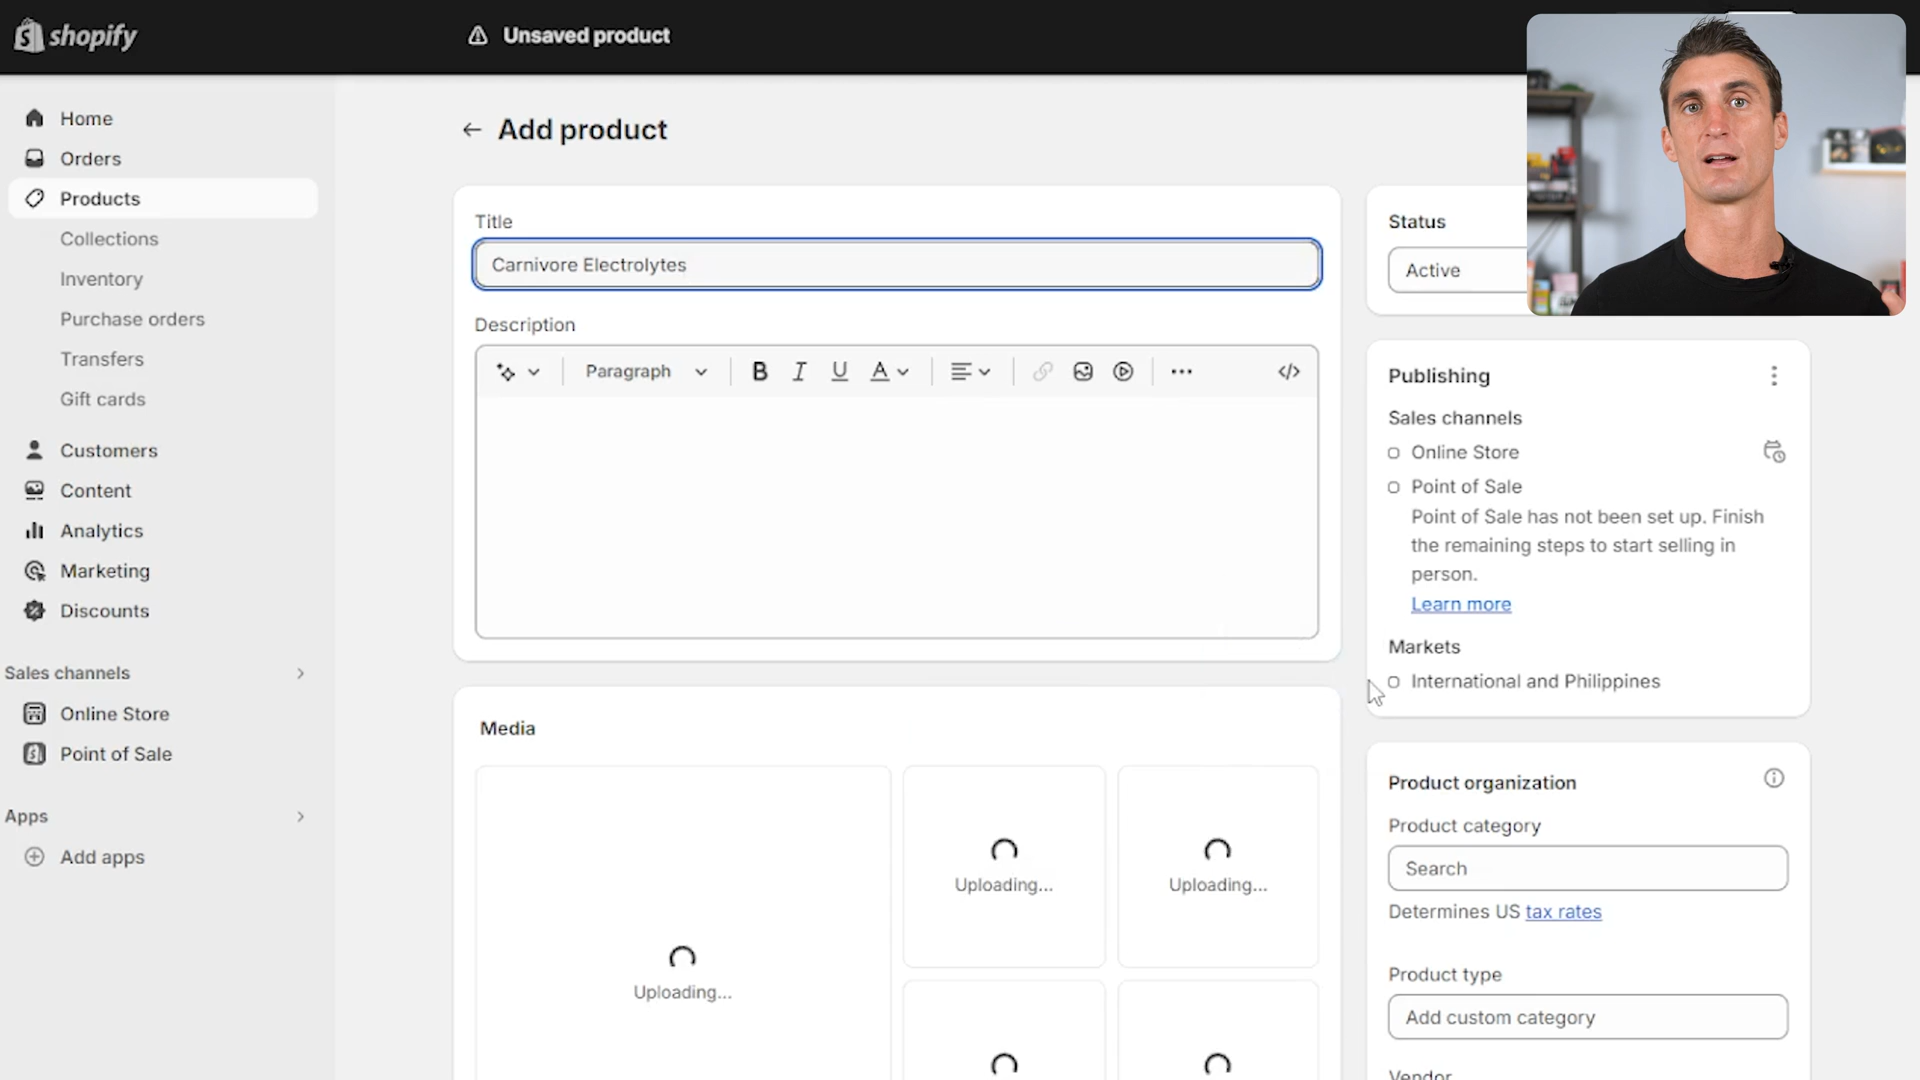 shopify
Unsaved product
Home
Orders
Products
Collections
Inventory
Purchase orders
Transfers
Gift cards
Customers
Content
Analytics
Marketing
Discounts
Sales channels
Online Store
Point of Sale
Apps
Add apps
Add product
Title
Carnivore Electrolytes
Description
Paragraph
B I U A
Media
Uploading...
Uploading...
Uploading...
Status
Active
Publishing
Sales channels
Online Store
Point of Sale
Point of Sale has not been set up. Finish
the remaining steps to start selling in
person.
Learn more
Markets
International and Philippines
Product organization
Product category
Search
Determines US tax rates
Product type
Add custom category
Vendor